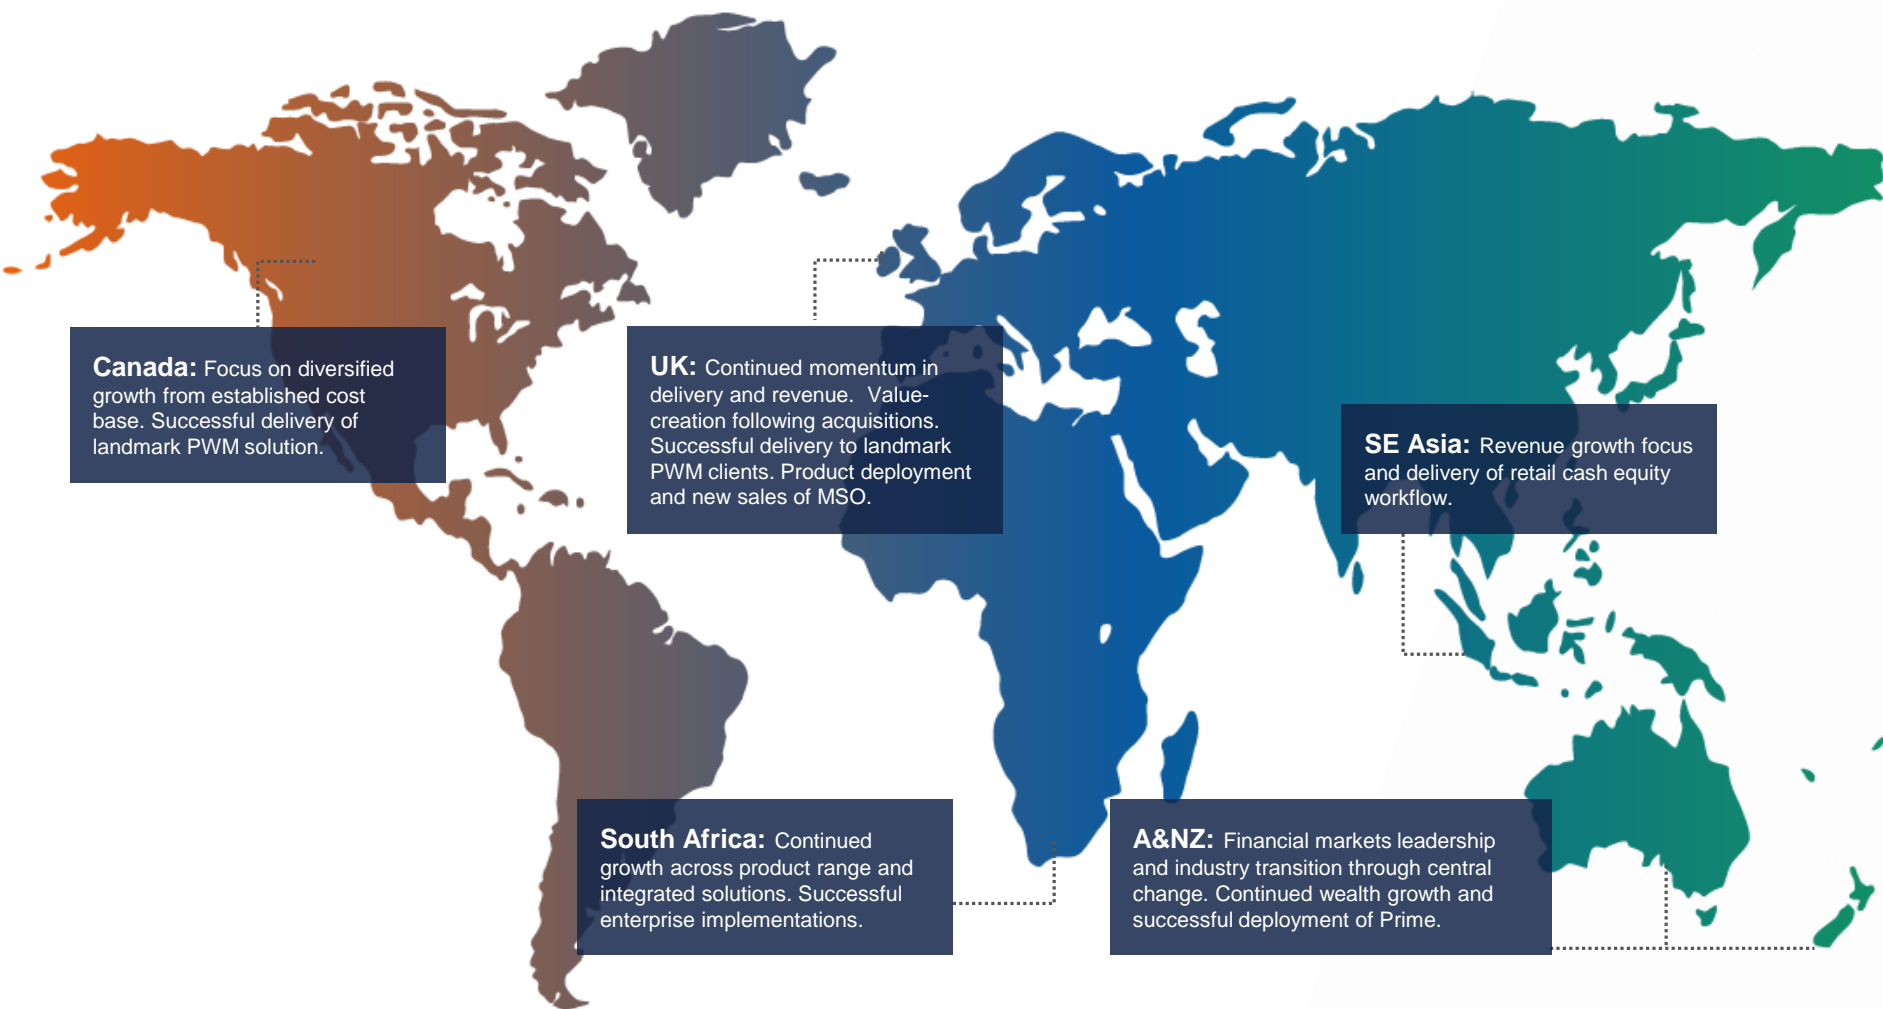 Canada: Focus on diversified
growth from established cost
base. Successful delivery of
landmark PWM solution.
UK: Continued momentum in
delivery and revenue.  Value-
creation following acquisitions.
Successful delivery to landmark
PWM clients. Product deployment
and new sales of MSO.
SE Asia: Revenue growth focus
and delivery of retail cash equity
workflow.
South Africa: Continued
growth across product range and
integrated solutions. Successful
enterprise implementations.
A&NZ: Financial markets leadership
and industry transition through central
change. Continued wealth growth and
successful deployment of Prime.